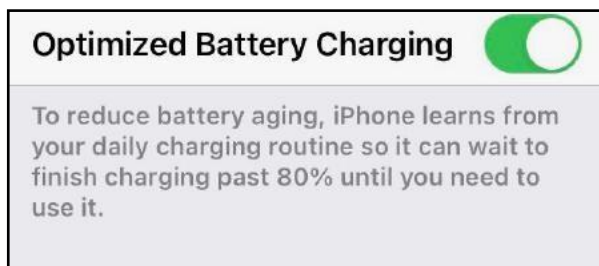 Optimized Battery Charging
To reduce battery aging, iPhone learns from
your daily charging routine so it can wait to
finish charging past 80% until you need to
use it.